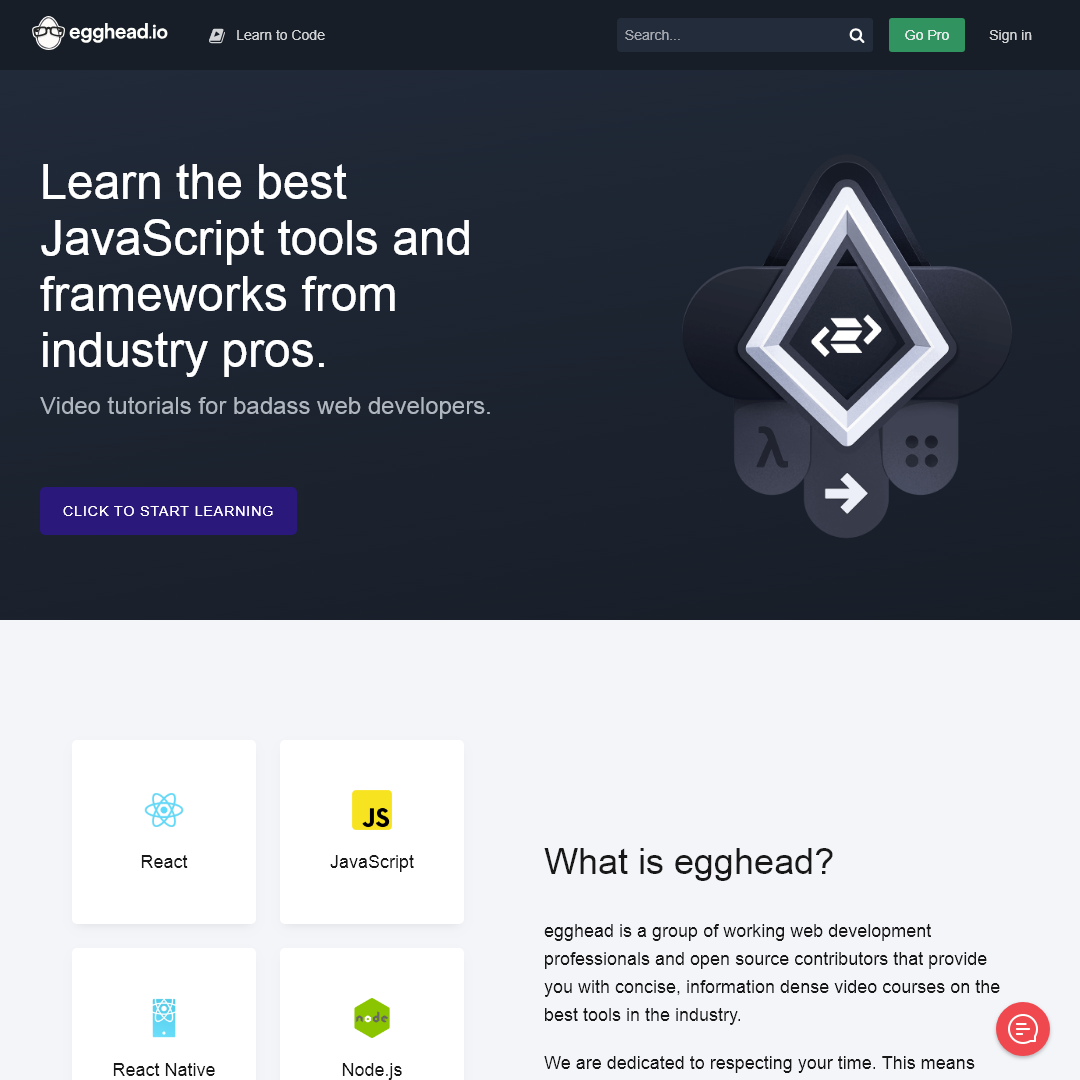 egghead.io
Learn to Code
Search...
Go Pro
Sign in
Learn the best
JavaScript tools and
frameworks from
industry pros.
Video tutorials for badass web developers.
λ
CLICK TO START LEARNING
JS
React
JavaScript
node
React Native
Node.js
What is egghead?
egghead is a group of working web development
professionals and open source contributors that provide
you with concise, information dense video courses on the
best tools in the industry.
We are dedicated to respecting your time. This means